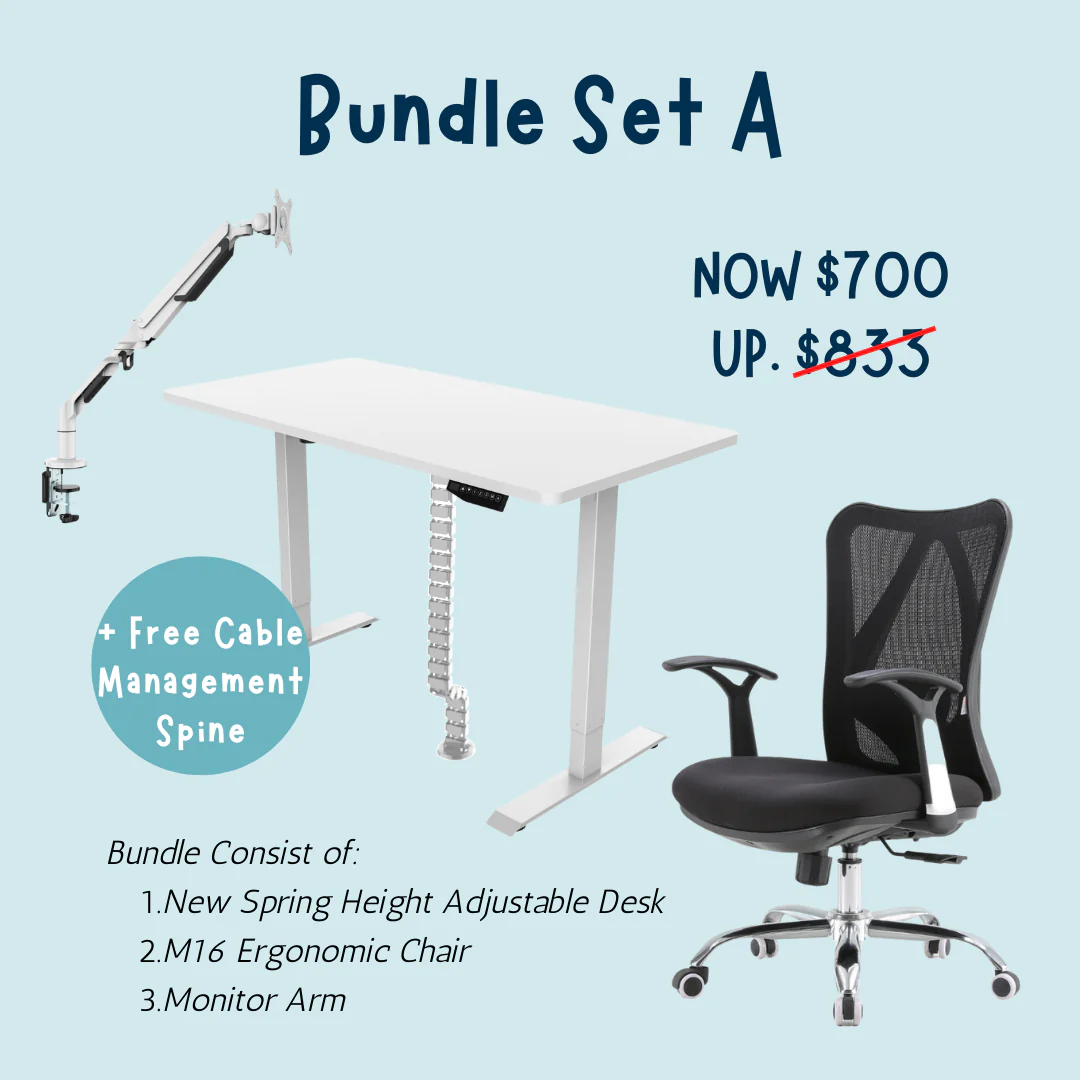 Bundle Set A
NOW $700
UP. $833
+ Free Cable
Management
Spine
Bundle Consist of:
1.New Spring Height Adjustable Desk
2.M16 Ergonomic Chair
3.Monitor Arm